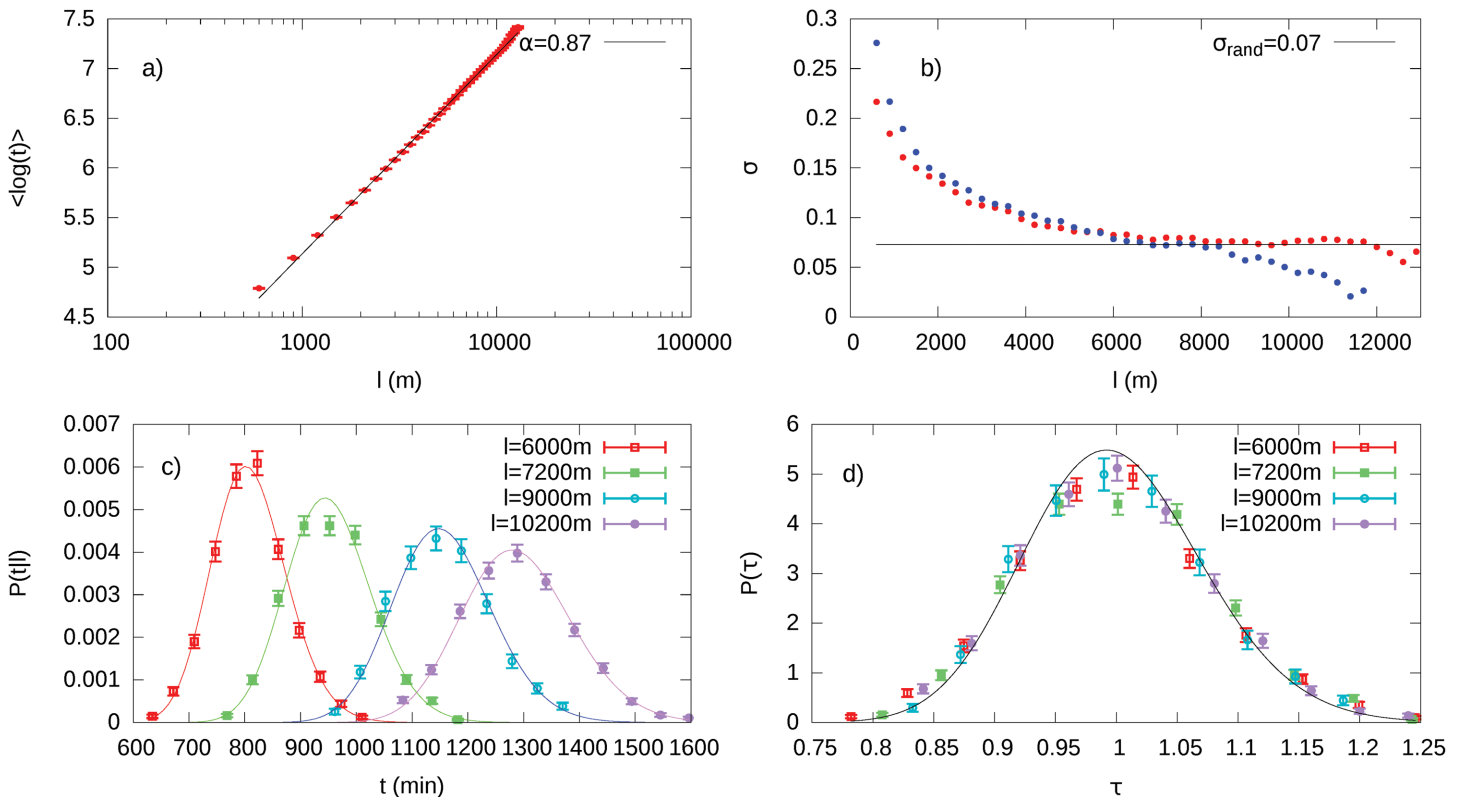 7.5
7
6.5
6
5.5
5
4.5
<log(t)>
a)
α=0.87
100
1000
10000
100000
l (m)
0.3
0.25
0.2
0.15
0.1
0.05
0
σ
b)
σrand=0.07
0
2000
4000
6000
8000
10000
12000
l (m)
0.007
0.006
0.005
0.004
0.003
0.002
0.001
0
P(t|l)
c)
l=6000m
l=7200m
l=9000m
l=10200m
600
700
800
900
1000
1100
1200
1300
1400
1500
1600
t (min)
6
5
4
3
2
1
0
P(τ)
d)
l=6000m
l=7200m
l=9000m
l=10200m
0.75
0.8
0.85
0.9
0.95
1
1.05
1.1
1.15
1.2
1.25
τ